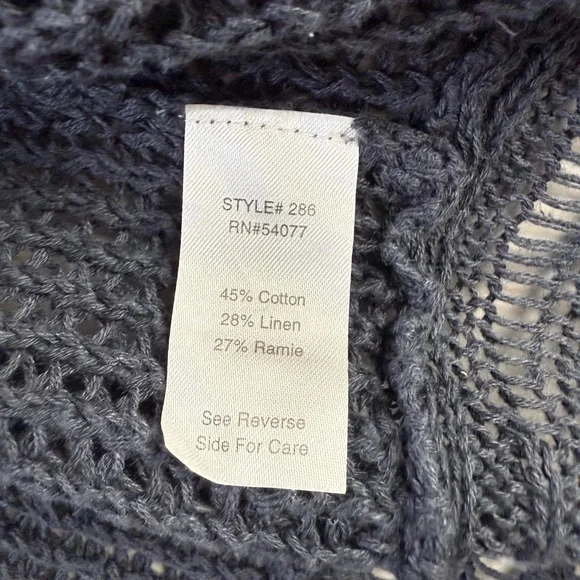 STYLE# 286
RN#54077
45% Cotton
28% Linen
27% Ramie
See Reverse
Side For Care